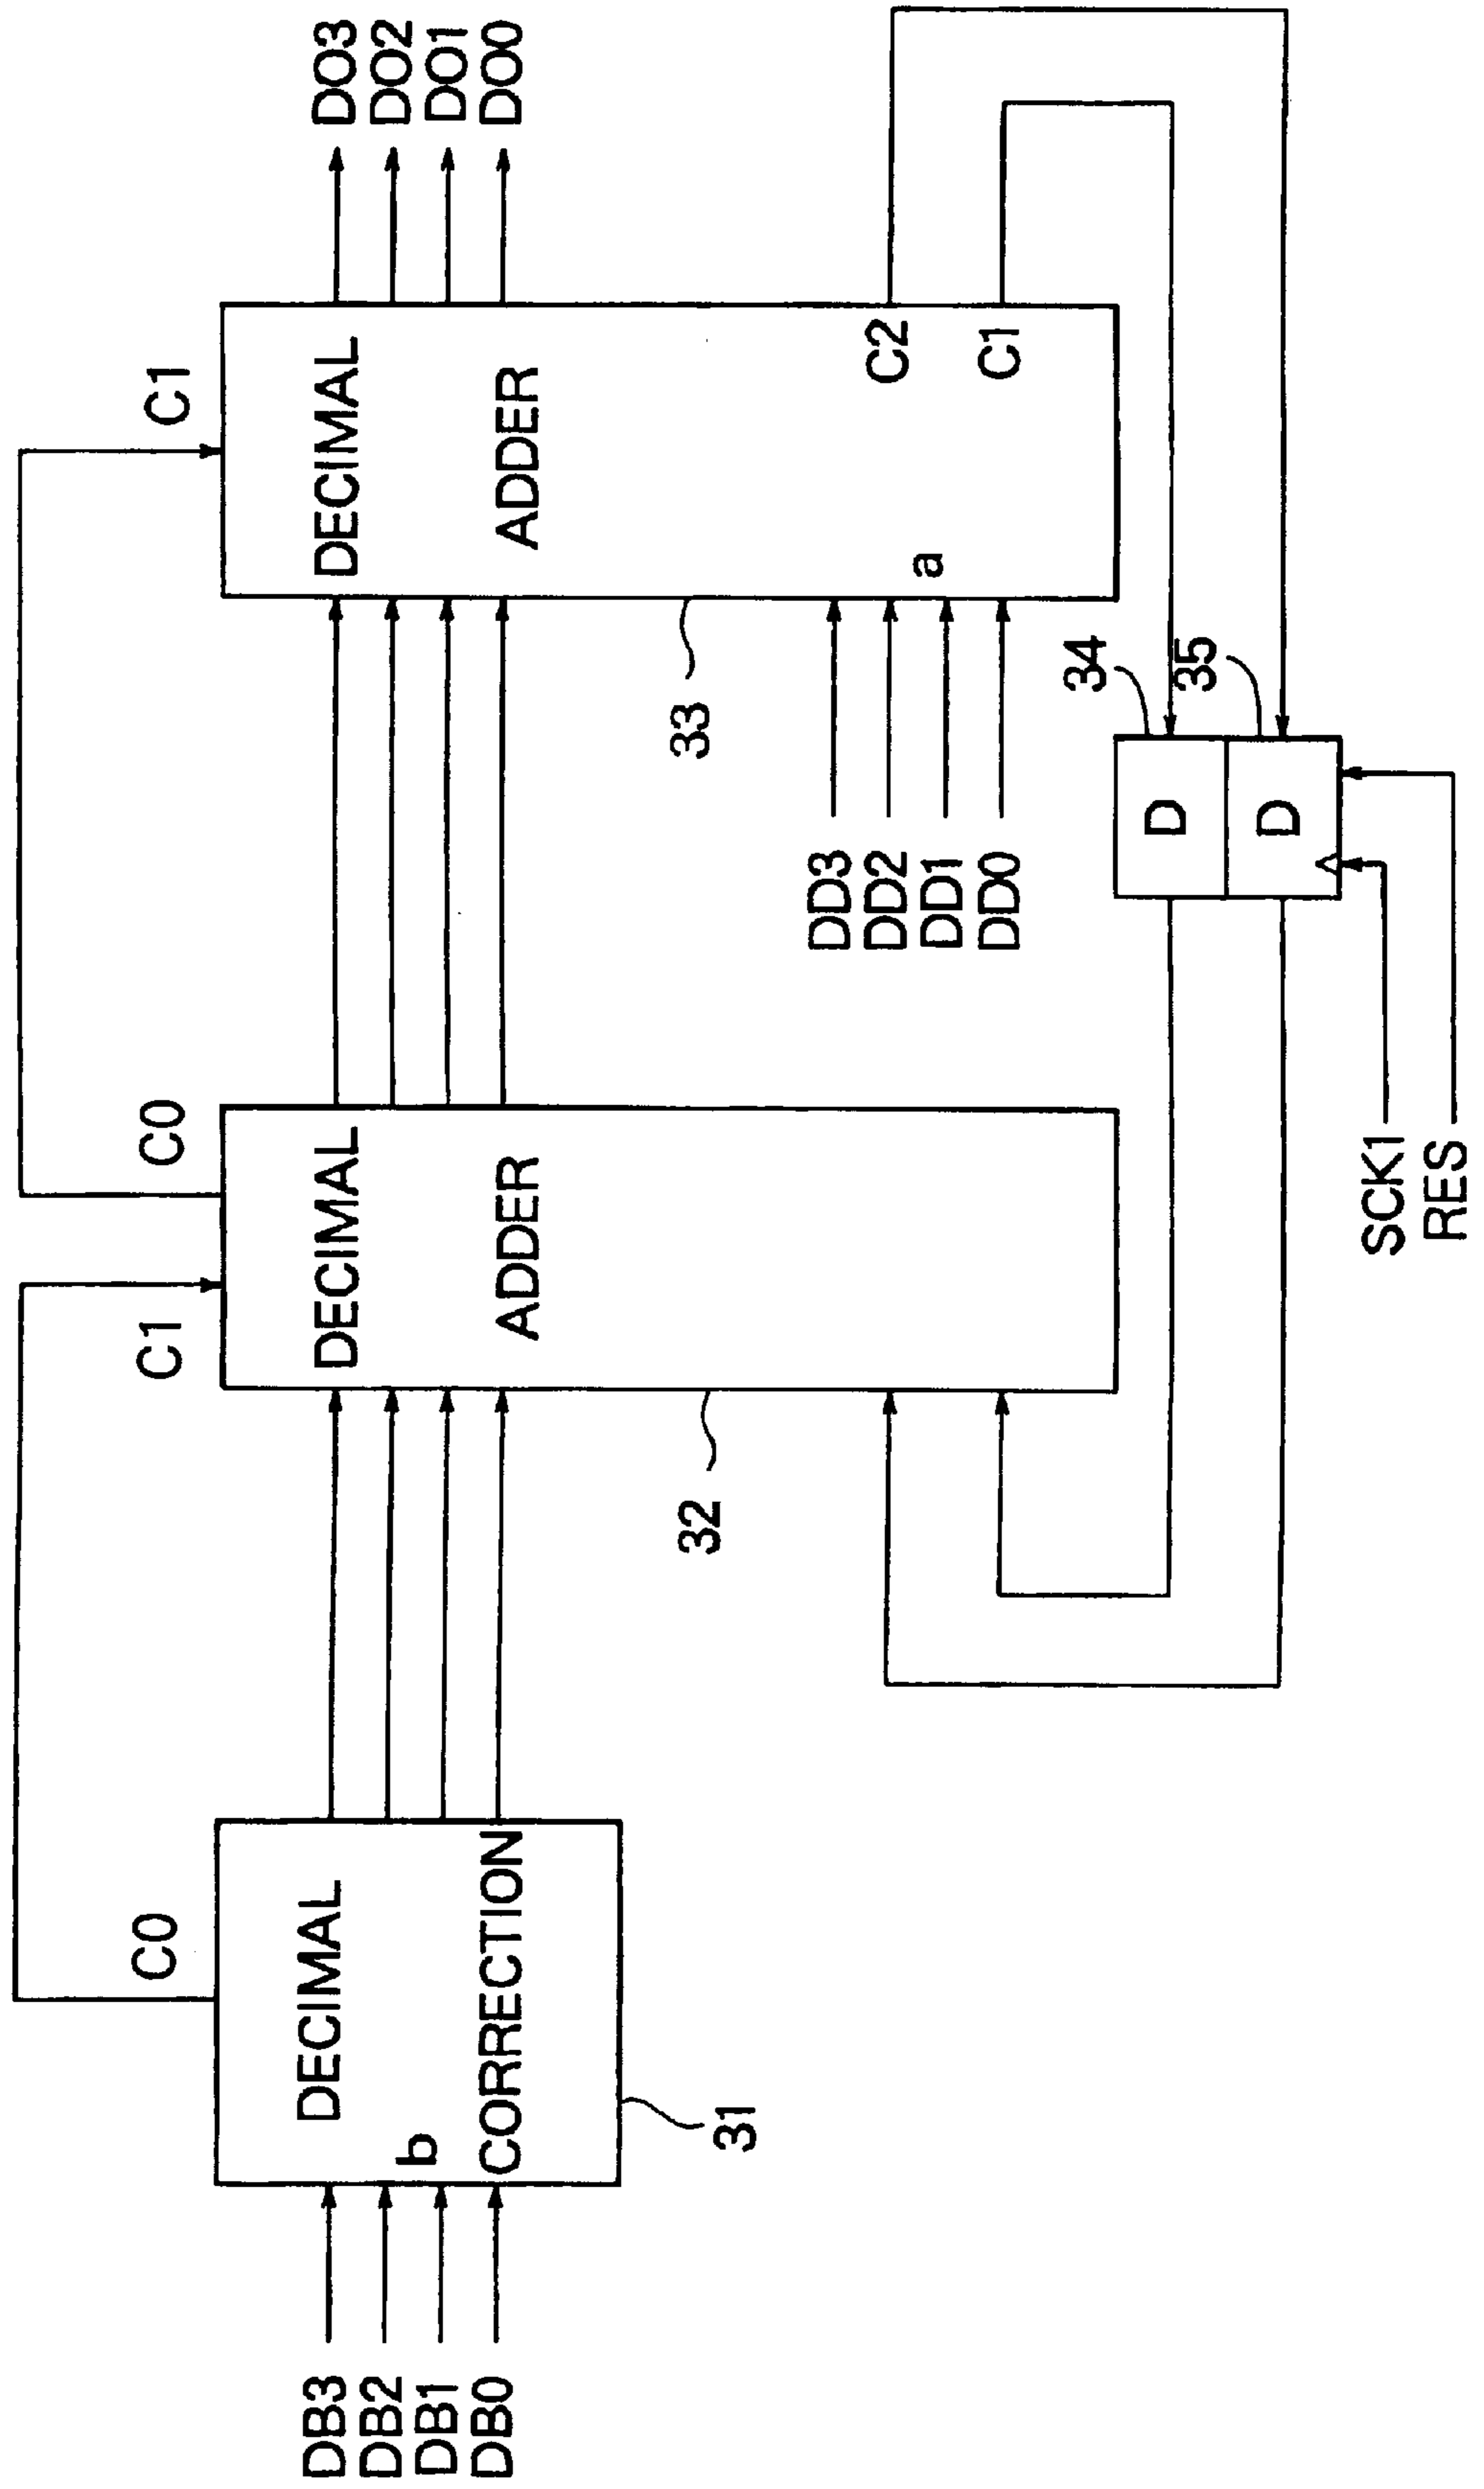 DB3
DB2
DB1
DB0
C0
DECIMAL
b
CORRECTION
31
C1
C0
DECIMAL
ADDER
32
C1
DECIMAL
ADDER
a
C2
C1
33
DD3
DD2
DD1
DD0
DO3
DO2
DO1
DO0
34
35
D
D
SCK1
RES